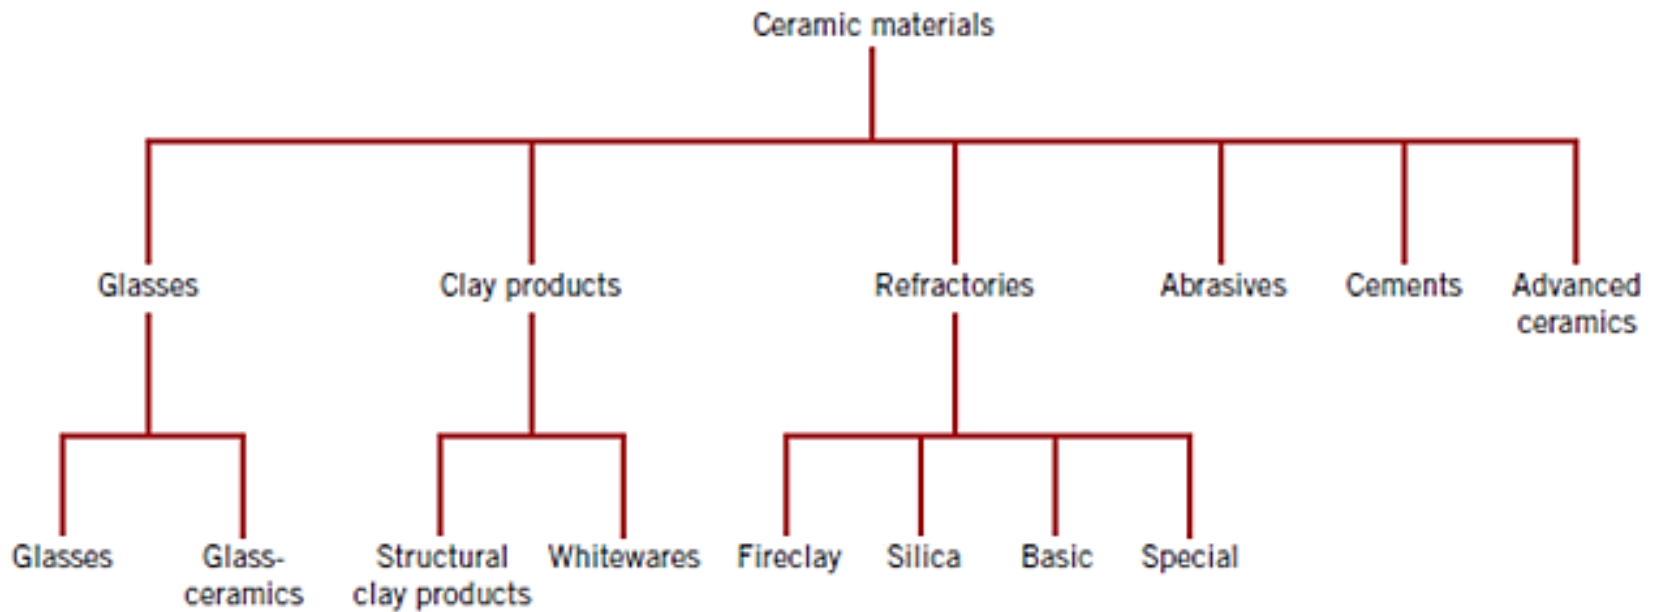 Ceramic materials
Glasses
Clay products
Refractories
Abrasives
Cements
Advanced
ceramics
Glasses
Glass-
ceramics
Structural
clay products
Whitewares
Fireclay
Silica
Basic
Special